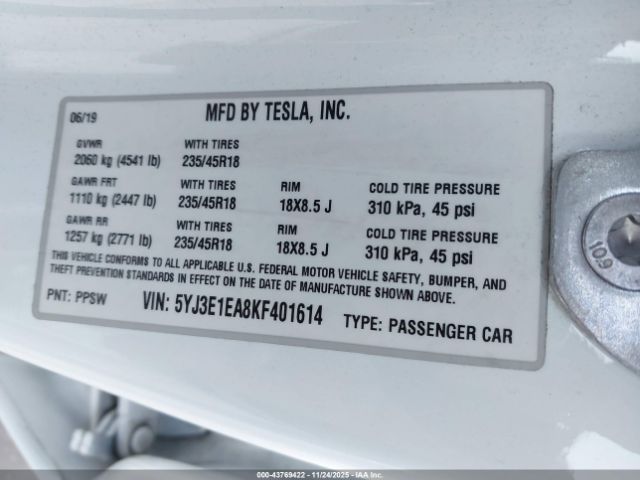 06/19 MFD BY TESLA, INC.
GVWR WITH TIRES
2060 kg (4541 lb) 235/45R18
GAWR FRT WITH TIRES RIM COLD TIRE PRESSURE
1110 kg (2447 lb) 235/45R18 18X8.5 J 310 kPa, 45 psi
GAWR RR WITH TIRES RIM COLD TIRE PRESSURE
1257 kg (2771 lb) 235/45R18 18X8.5 J 310 kPa, 45 psi
THIS VEHICLE CONFORMS TO ALL APPLICABLE U.S. FEDERAL MOTOR VEHICLE SAFETY, BUMPER, AND
THEFT PREVENTION STANDARDS IN EFFECT ON THE DATE OF MANUFACTURE SHOWN ABOVE.
PNT: PPSW VIN: 5YJ3E1EA8KF401614 TYPE: PASSENGER CAR
10.9
© IAA - 43769422 - 11/24/2025 - IAAI.COM